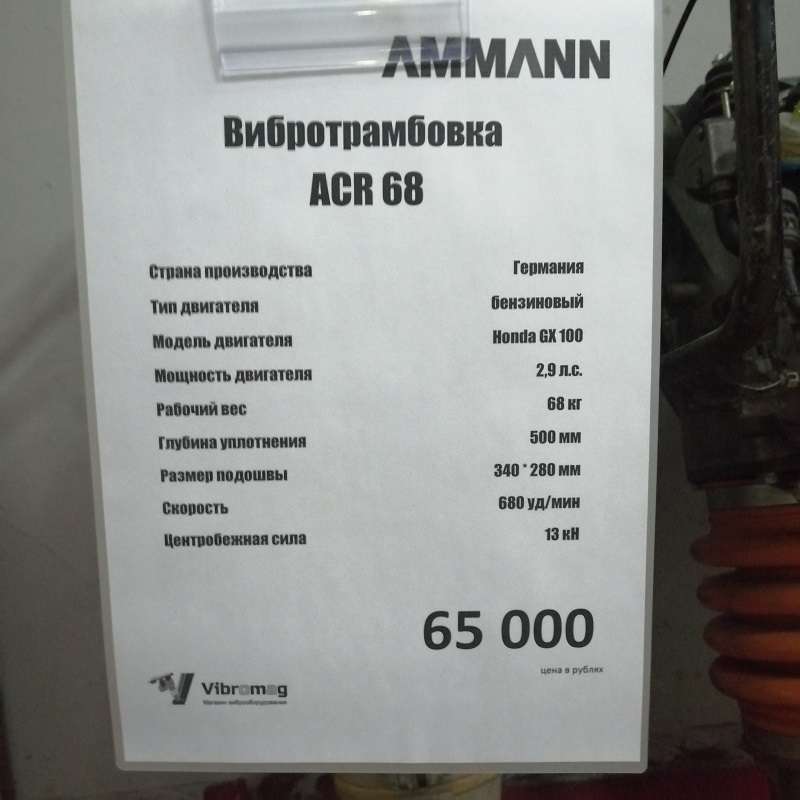 AMMANN
Вибротрамбовка
ACR 68
Страна производства Германия
Тип двигателя бензиновый
Модель двигателя Honda GX 100
Мощность двигателя 2,9 л.с.
Рабочий вес 68 кг
Глубина уплотнения 500 мм
Размер подошвы 340 * 280 мм
Скорость 680 уд/мин
Центробежная сила 13 кН
65 000
цена в рублях
Vibromag
Магазин виброоборудования